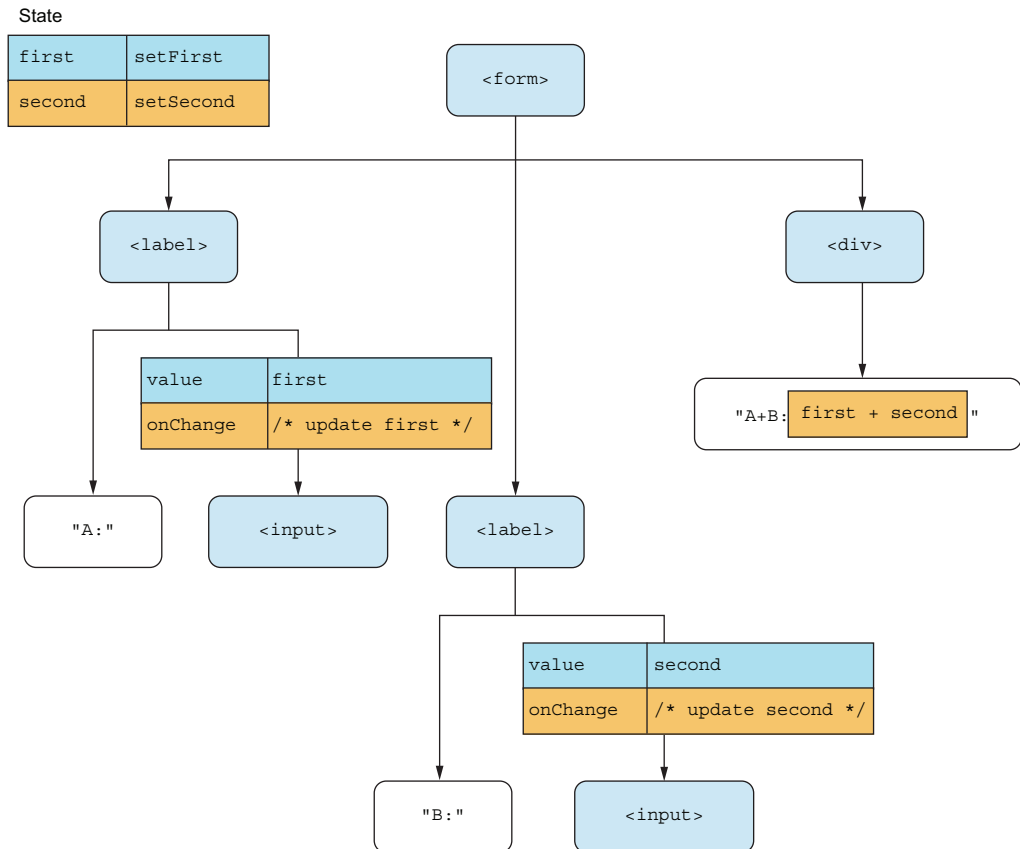 State
first setFirst
second setSecond
<form>
<label>
<div>
value first
onChange /* update first */
"A+B: first + second "
"A:"
<input>
<label>
value second
onChange /* update second */
"B:"
<input>